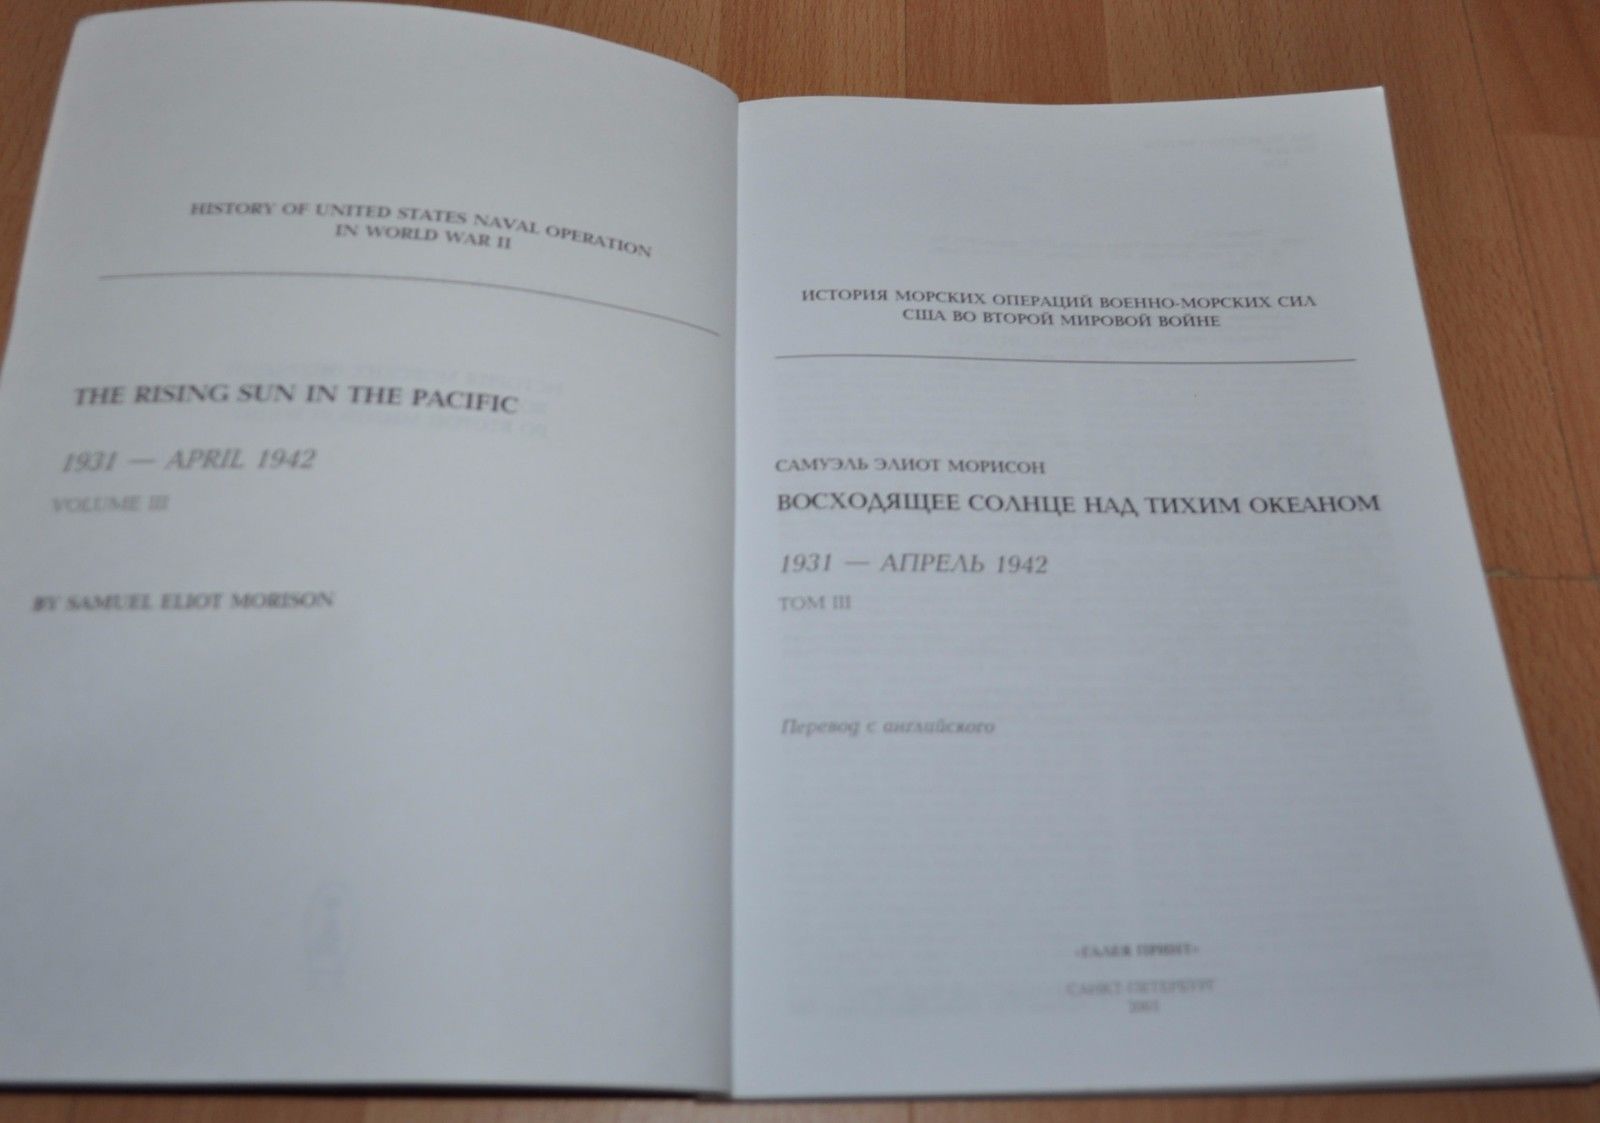 HISTORY OF UNITED STATES NAVAL OPERATION
IN WORLD WAR II
THE RISING SUN IN THE PACIFIC
1931 — APRIL 1942
VOLUME III
BY SAMUEL ELIOT MORISON
ИСТОРИЯ МОРСКИХ ОПЕРАЦИЙ ВОЕННО-МОРСКИХ СИЛ
США ВО ВТОРОЙ МИРОВОЙ ВОЙНЕ
САМУЭЛЬ ЭЛИОТ МОРИСОН
ВОСХОДЯЩЕЕ СОЛНЦЕ НАД ТИХИМ ОКЕАНОМ
1931 — АПРЕЛЬ 1942
ТОМ III
Перевод с английского
«ГАЛЕЯ ПРИНТ»
САНКТ-ПЕТЕРБУРГ